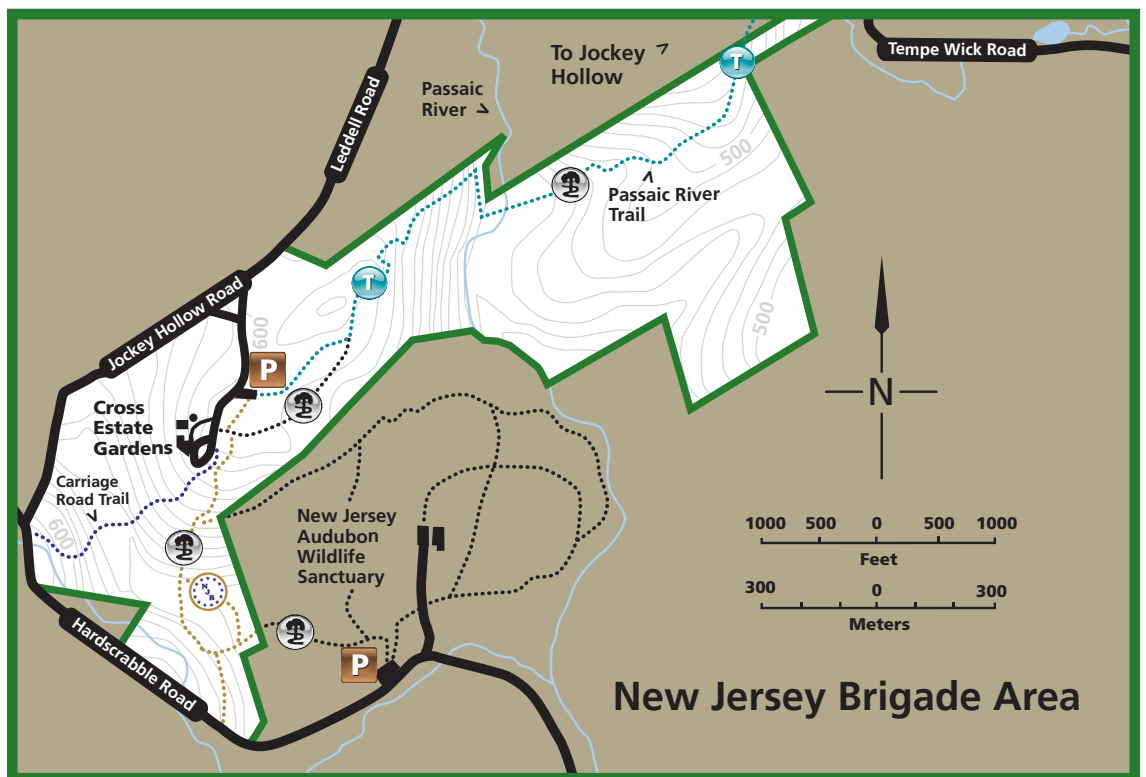 To Jockey
Hollow
Tempe Wick Road
T
Passaic
River
Leddell Road
500
Passaic River
Trail
T
Jockey Hollow Road
600
500
P
Cross
Estate
Gardens
N
Carriage
Road Trail
600
New Jersey
Audubon
Wildlife
Sanctuary
1000 500 0 500 1000
Feet
NJB
300 0 300
Meters
Hardscrabble Road
P
New Jersey Brigade Area